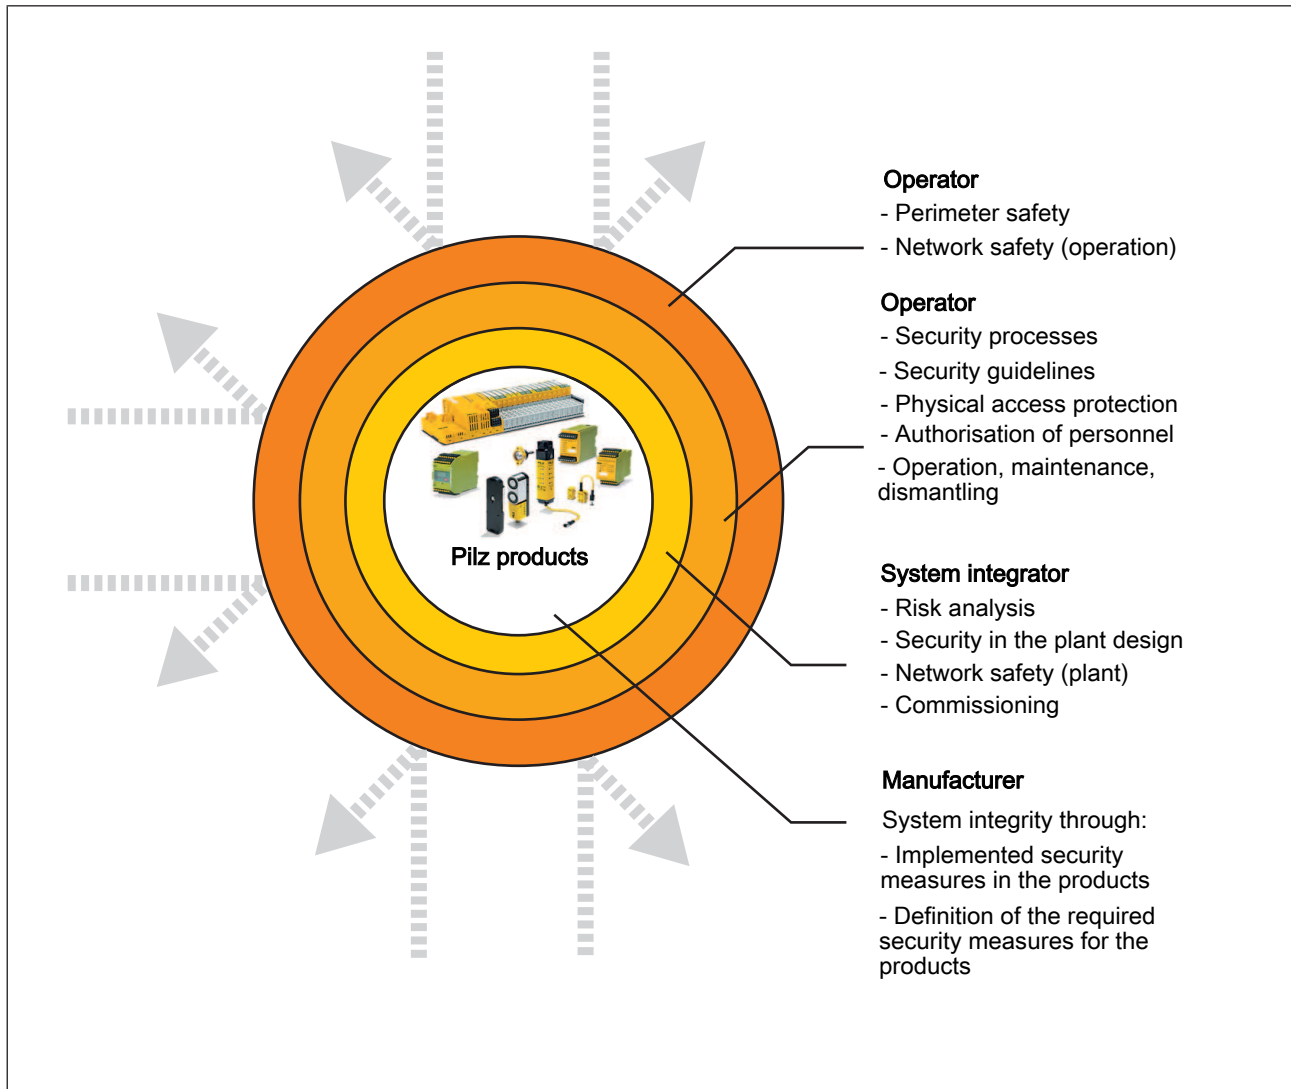 Operator
- Perimeter safety
- Network safety (operation)
Operator
- Security processes
- Security guidelines
- Physical access protection
- Authorisation of personnel
- Operation, maintenance,
dismantling
Pilz products
System integrator
- Risk analysis
- Security in the plant design
- Network safety (plant)
- Commissioning
Manufacturer
System integrity through:
- Implemented security
measures in the products
- Definition of the required
security measures for the
products